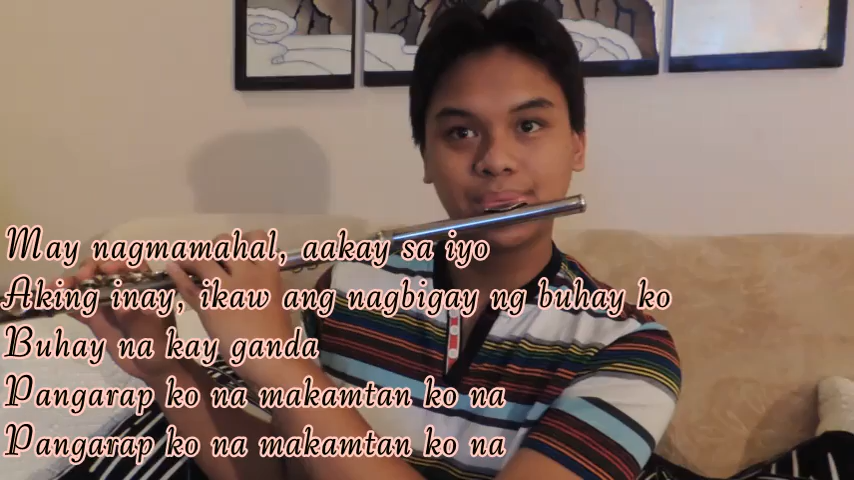 May nagmamahal, aakay sa iyo
Aking inay, ikaw ang nagbigay ng buhay ko
Buhay na kay ganda
Pangarap ko na makamtan ko na
Pangarap ko na makamtan ko na